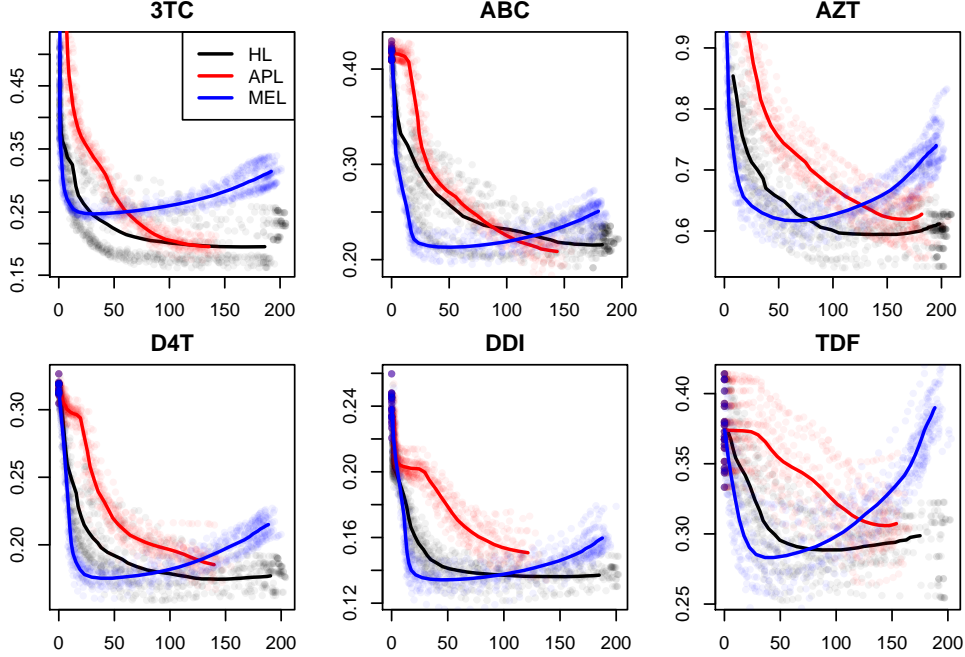 3TC
ABC
AZT
HL
APL
MEL
0.15 0.25 0.35 0.45
0.20 0.30 0.40
0.6 0.7 0.8 0.9
0 50 100 150 200
0 50 100 150 200
0 50 100 150 200
D4T
DDI
TDF
0.20 0.25 0.30
0.12 0.16 0.20 0.24
0.25 0.30 0.35 0.40
0 50 100 150 200
0 50 100 150 200
0 50 100 150 200